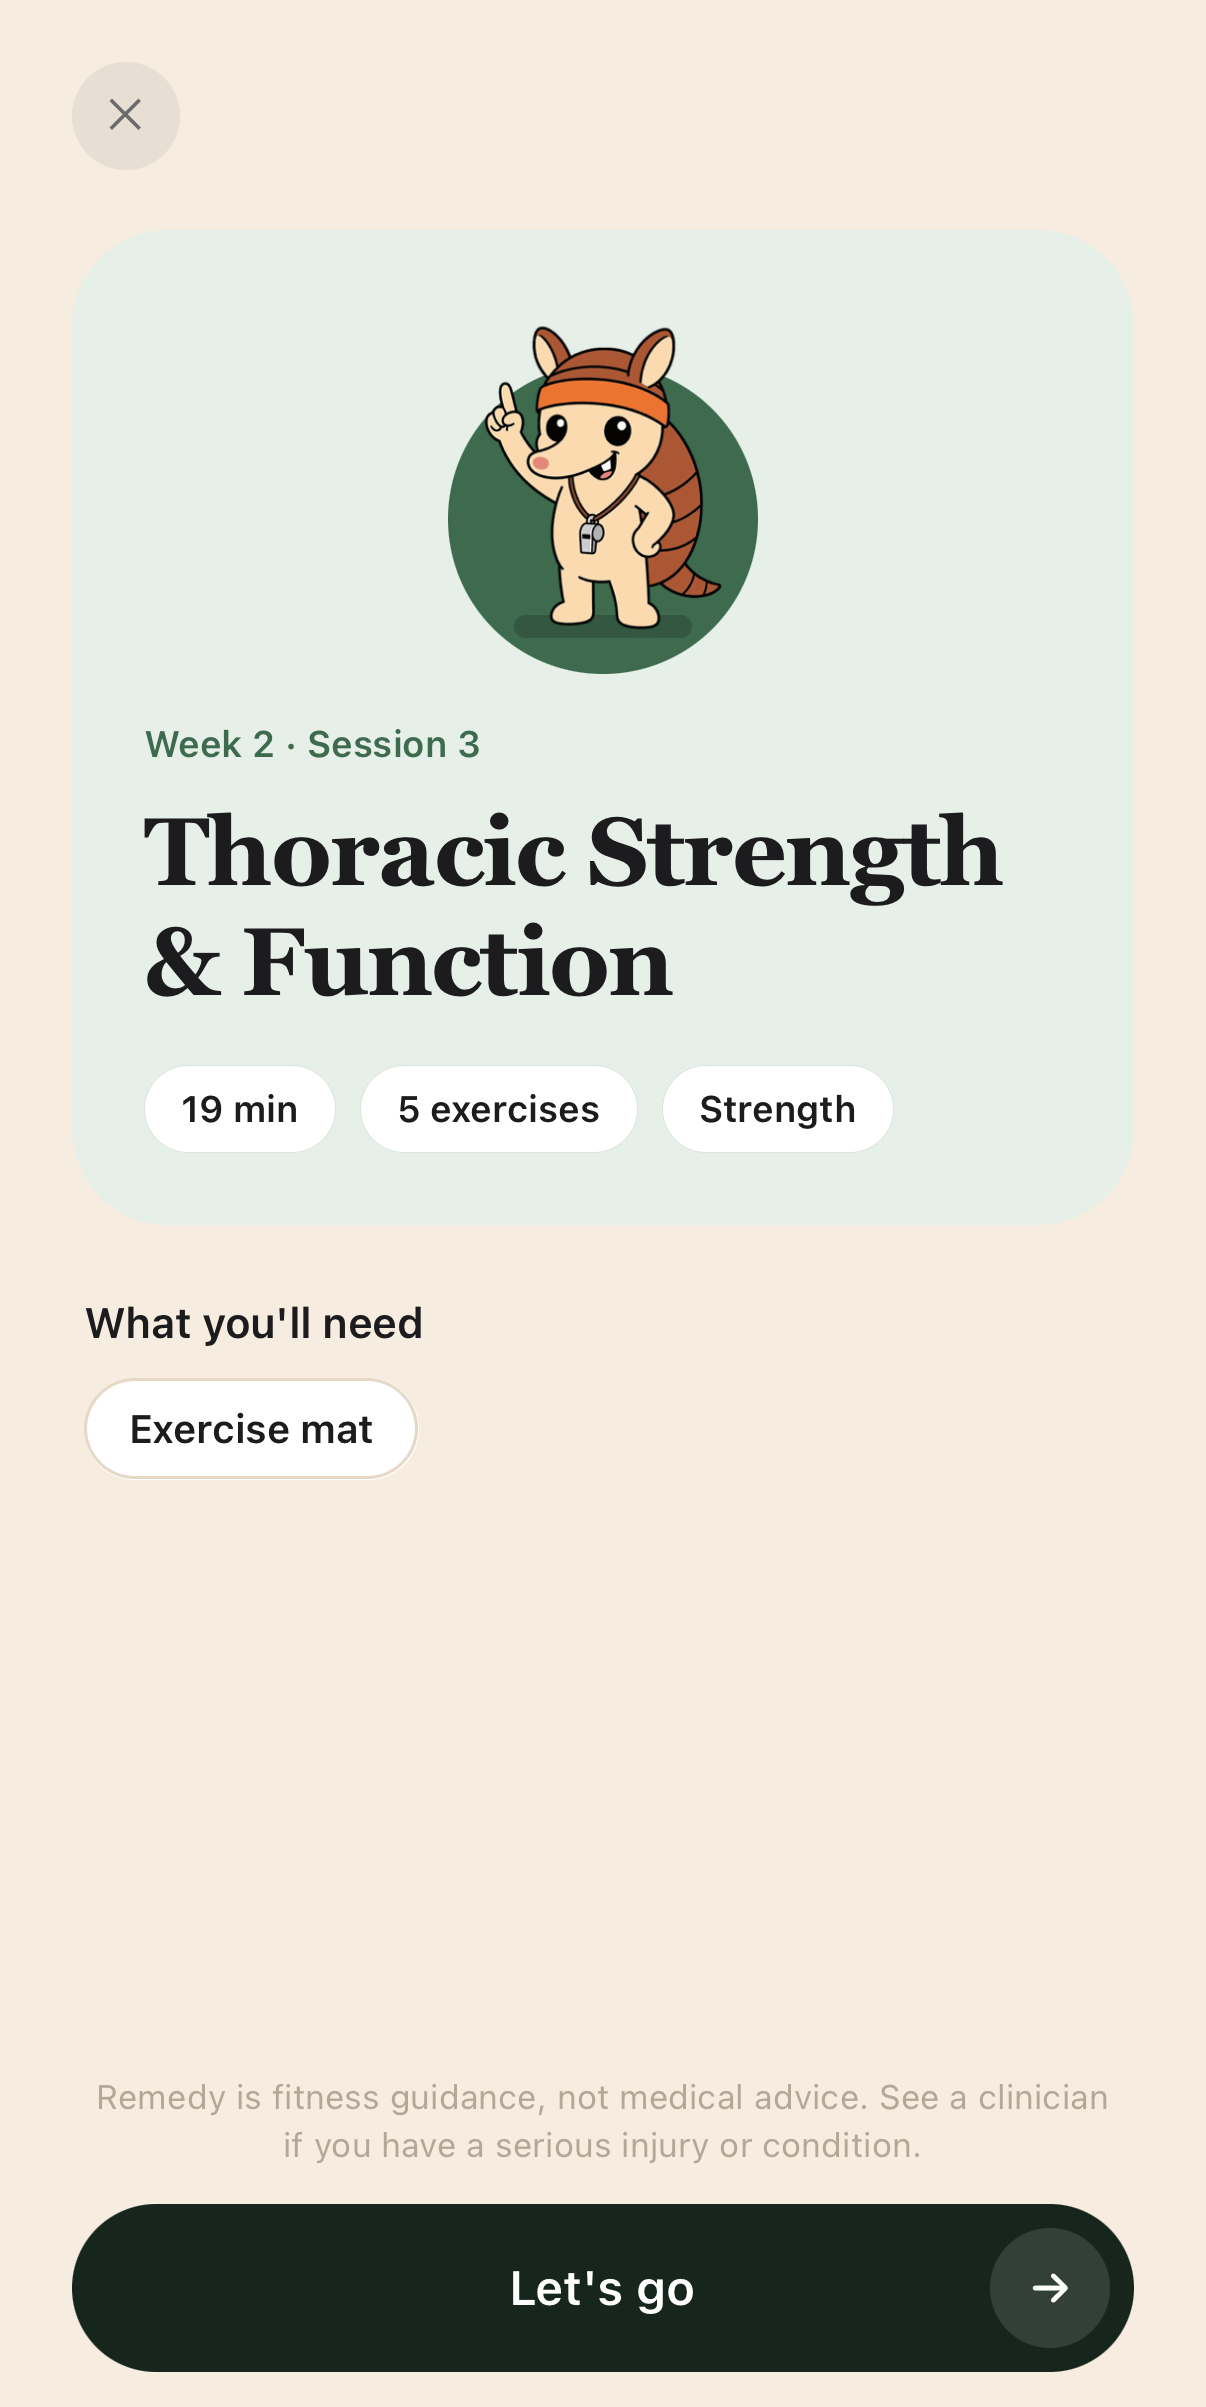 Week 2 · Session 3
Thoracic Strength
& Function
19 min
5 exercises
Strength
What you'll need
Exercise mat
Remedy is fitness guidance, not medical advice. See a clinician
if you have a serious injury or condition.
Let's go